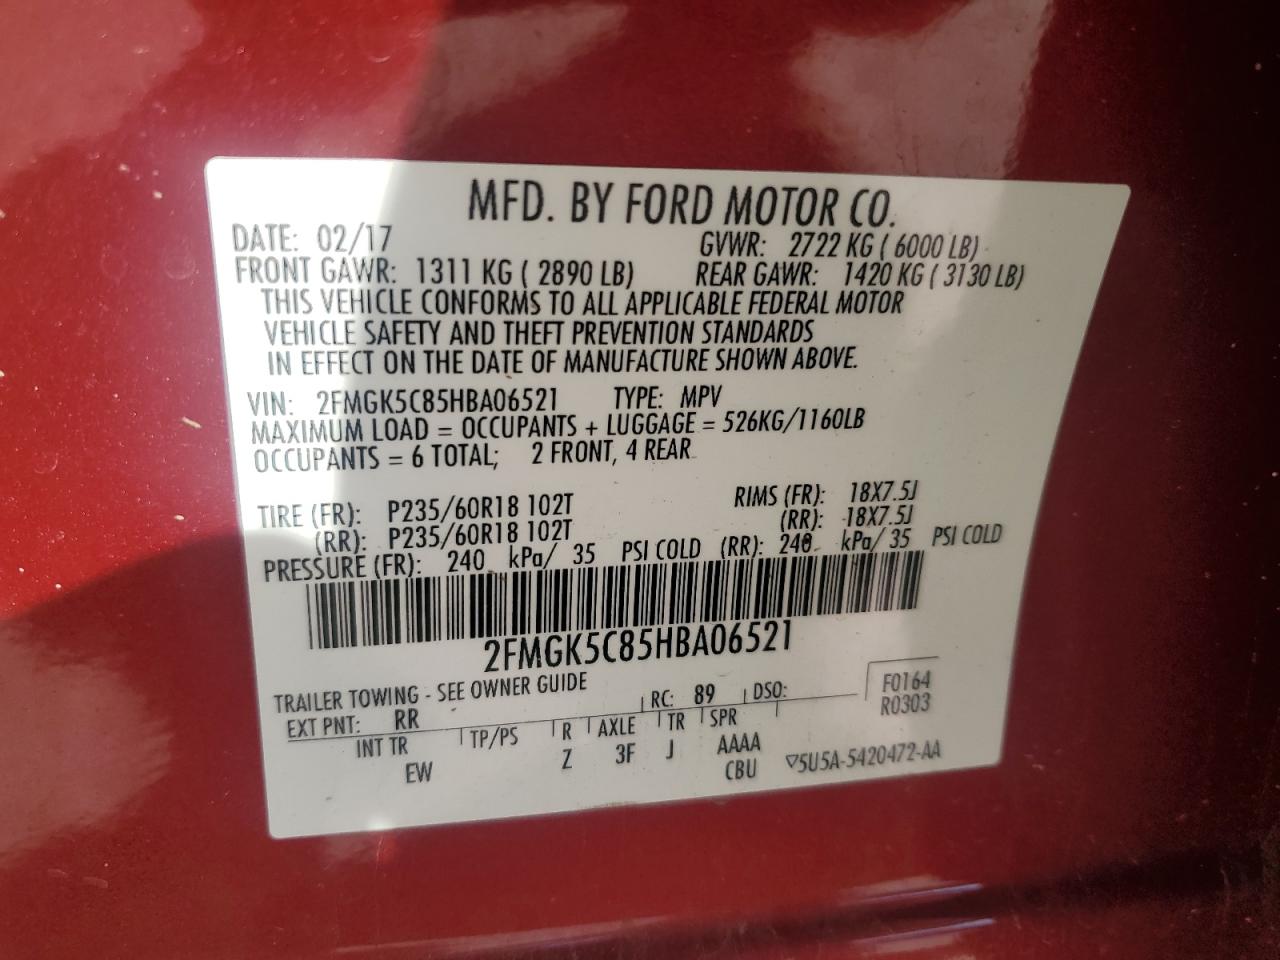 MFD. BY FORD MOTOR CO.
DATE: 02/17 GVWR: 2722 KG ( 6000 LB)
FRONT GAWR: 1311 KG ( 2890 LB) REAR GAWR: 1420 KG ( 3130 LB)
THIS VEHICLE CONFORMS TO ALL APPLICABLE FEDERAL MOTOR
VEHICLE SAFETY AND THEFT PREVENTION STANDARDS
IN EFFECT ON THE DATE OF MANUFACTURE SHOWN ABOVE.
VIN: 2FMGK5C85HBA06521 TYPE: MPV
MAXIMUM LOAD = OCCUPANTS + LUGGAGE = 526KG/1160LB
OCCUPANTS = 6 TOTAL; 2 FRONT, 4 REAR
TIRE (FR): P235/60R18 102T RIMS (FR): 18X7.5J
(RR): P235/60R18 102T (RR): 18X7.5J
PRESSURE (FR): 240 kPa/ 35 PSI COLD (RR): 240 kPa/ 35 PSI COLD
2FMGK5C85HBA06521
TRAILER TOWING - SEE OWNER GUIDE
EXT PNT: RR RC: 89 DSO: F0164
R0303
INT TR TP/PS R AXLE TR SPR
EW Z 3F J AAAA
CBU ▽5U5A-5420472-AA